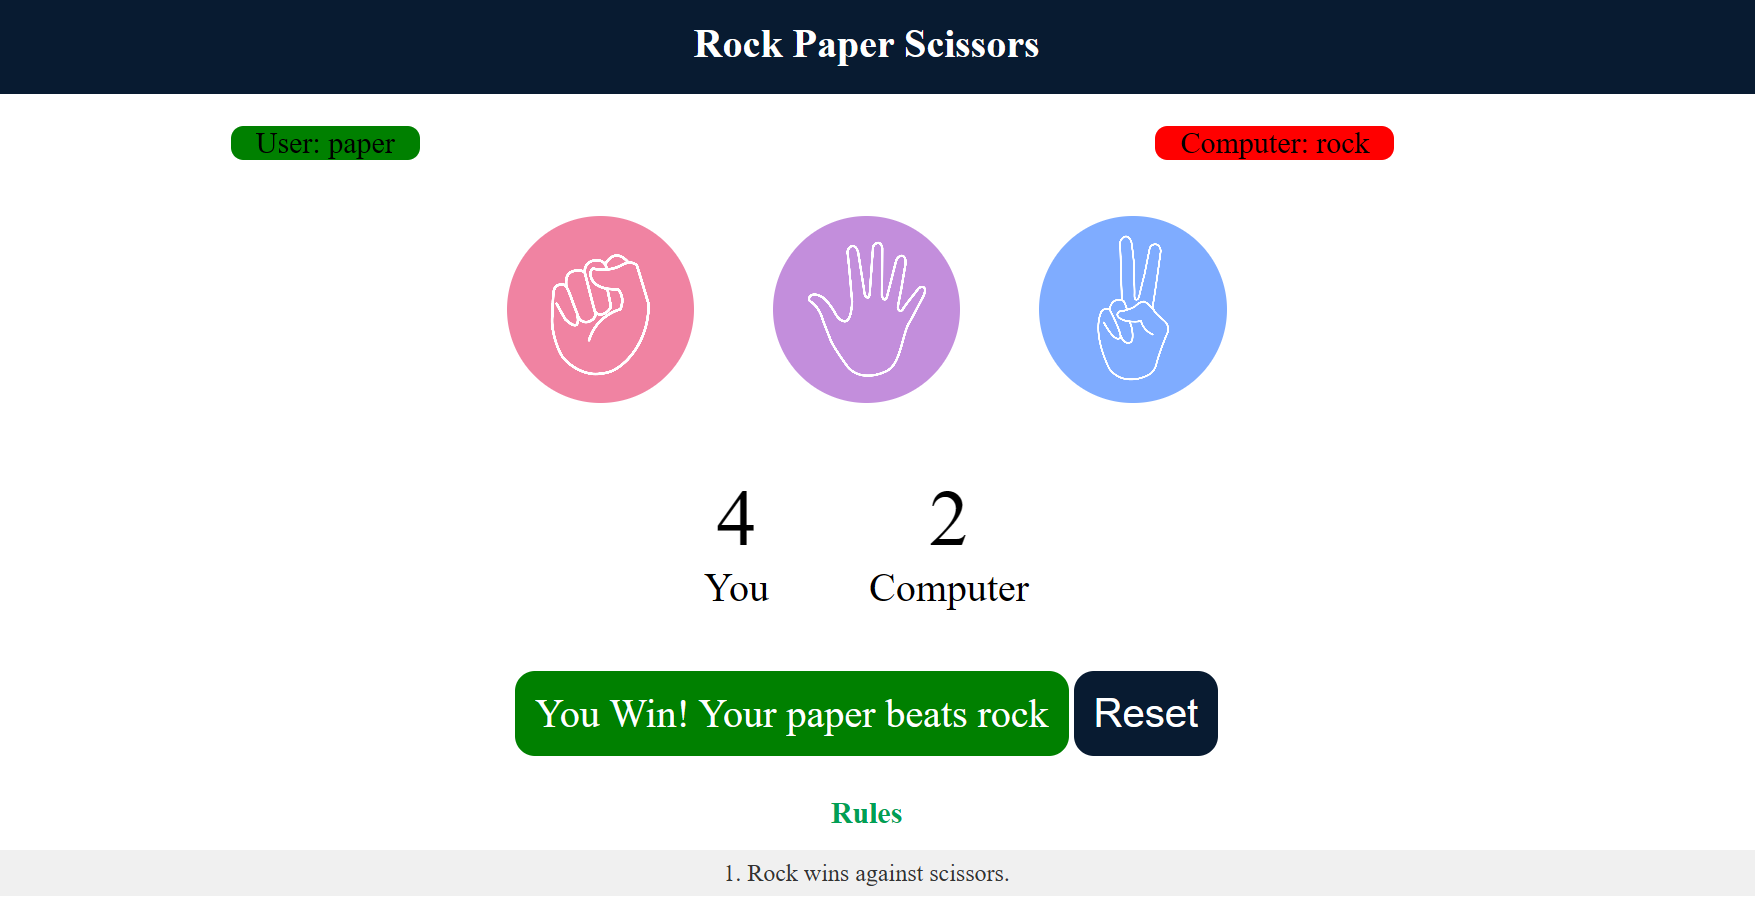 Rock Paper Scissors
User: paper
Computer: rock
4 2
You Computer
You Win! Your paper beats rock Reset
Rules
1. Rock wins against scissors.